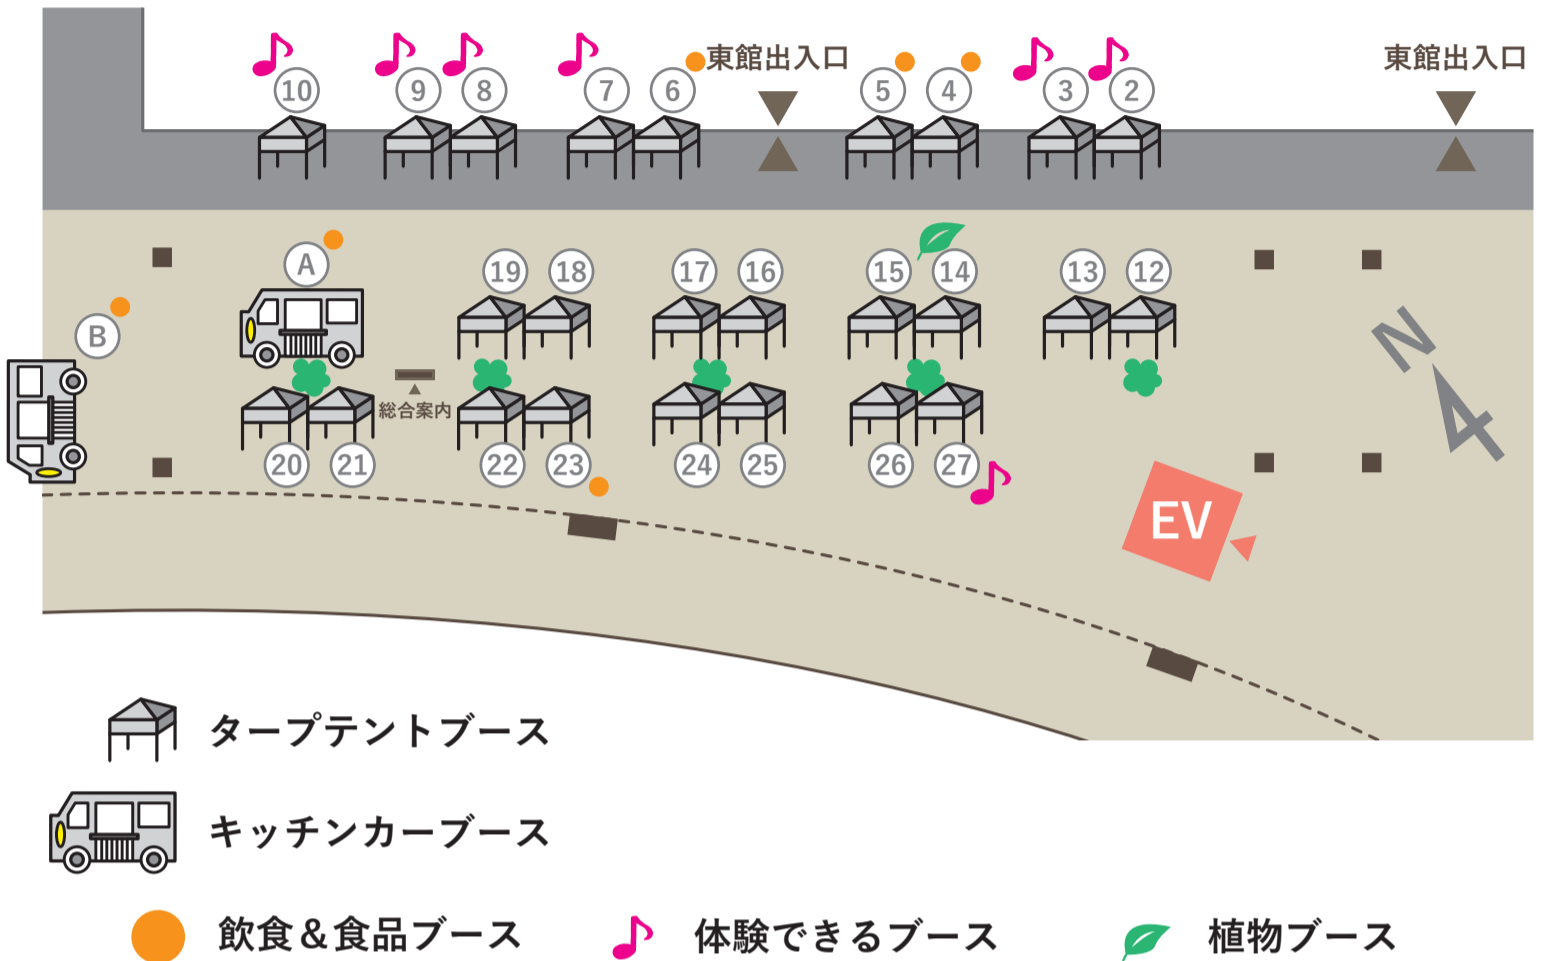 東館出入口 東館出入口
10 9 8 7 6 5 4 3 2
A 19 18 17 16 15 14 13 12
B
N
総合案内
20 21 22 23 24 25 26 27
EV
タープテントブース
キッチンカーブース
飲食＆食品ブース 体験できるブース 植物ブース